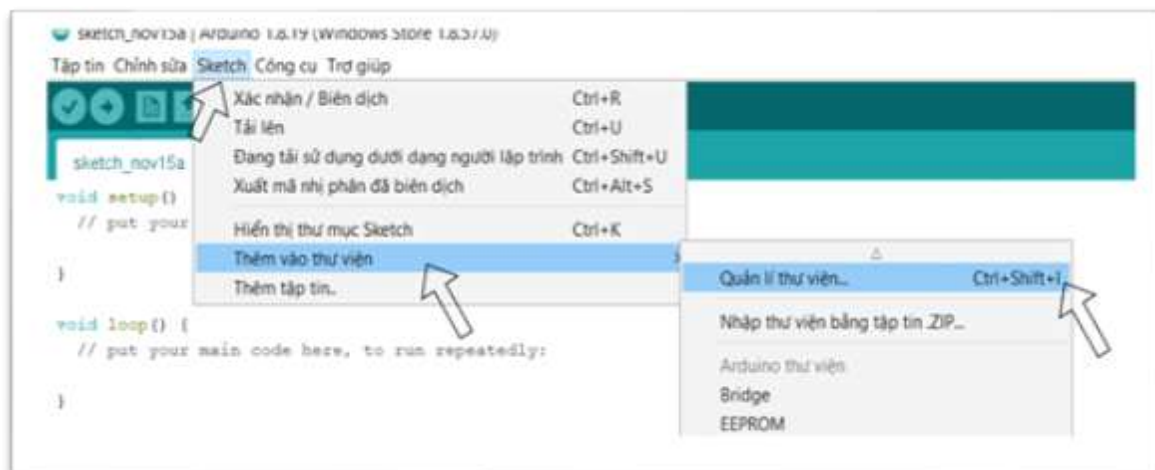 sketch_nov15a | Arduino 1.8.19 (Windows Store 1.8.57.0)
Tập tin Chỉnh sửa Sketch Công cụ Trợ giúp
Xác nhận / Biên dịch Ctrl+R
Tải lên Ctrl+U
sketch_nov15a
Đang tải sử dụng dưới dạng người lập trình Ctrl+Shift+U
Xuất mã nhị phân đã biên dịch Ctrl+Alt+S
void setup()
// put your
Hiển thị thư mục Sketch Ctrl+K
Thêm vào thư viện
}
Thêm tập tin..
Quản lí thư viện... Ctrl+Shift+I
void loop() {
// put your main code here, to run repeatedly:
Nhập thư viện bằng tập tin .ZIP...
Arduino thư viện
}
Bridge
EEPROM